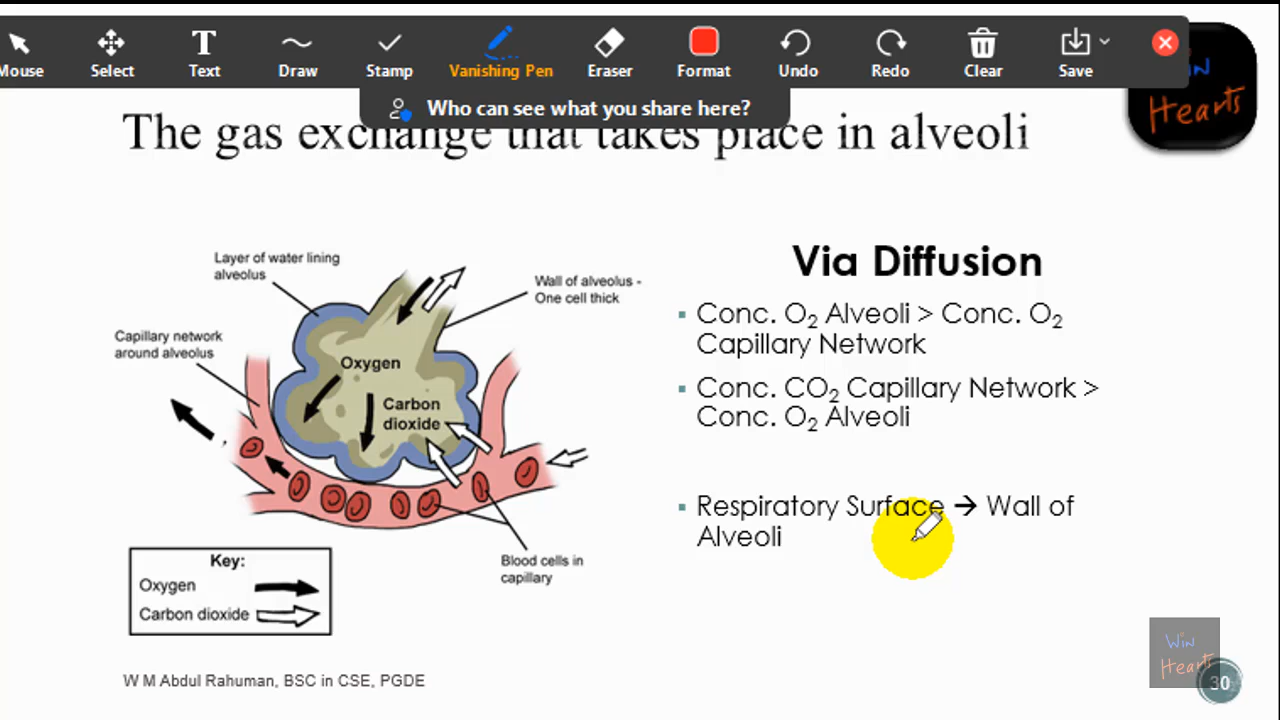 Mouse Select Text Draw Stamp Vanishing Pen Eraser Format Undo Redo Clear Save
Who can see what you share here?
Win
Hearts
The gas exchange that takes place in alveoli
Layer of water lining
alveolus
Wall of alveolus -
One cell thick
Capillary network
around alveolus
Oxygen
Carbon
dioxide
Blood cells in
capillary
Key:
Oxygen
Carbon dioxide
Via Diffusion
▪ Conc. O₂ Alveoli > Conc. O₂
Capillary Network
▪ Conc. CO₂ Capillary Network >
Conc. O₂ Alveoli
▪ Respiratory Surface → Wall of
Alveoli
Win
Hearts
W M Abdul Rahuman, BSC in CSE, PGDE
30